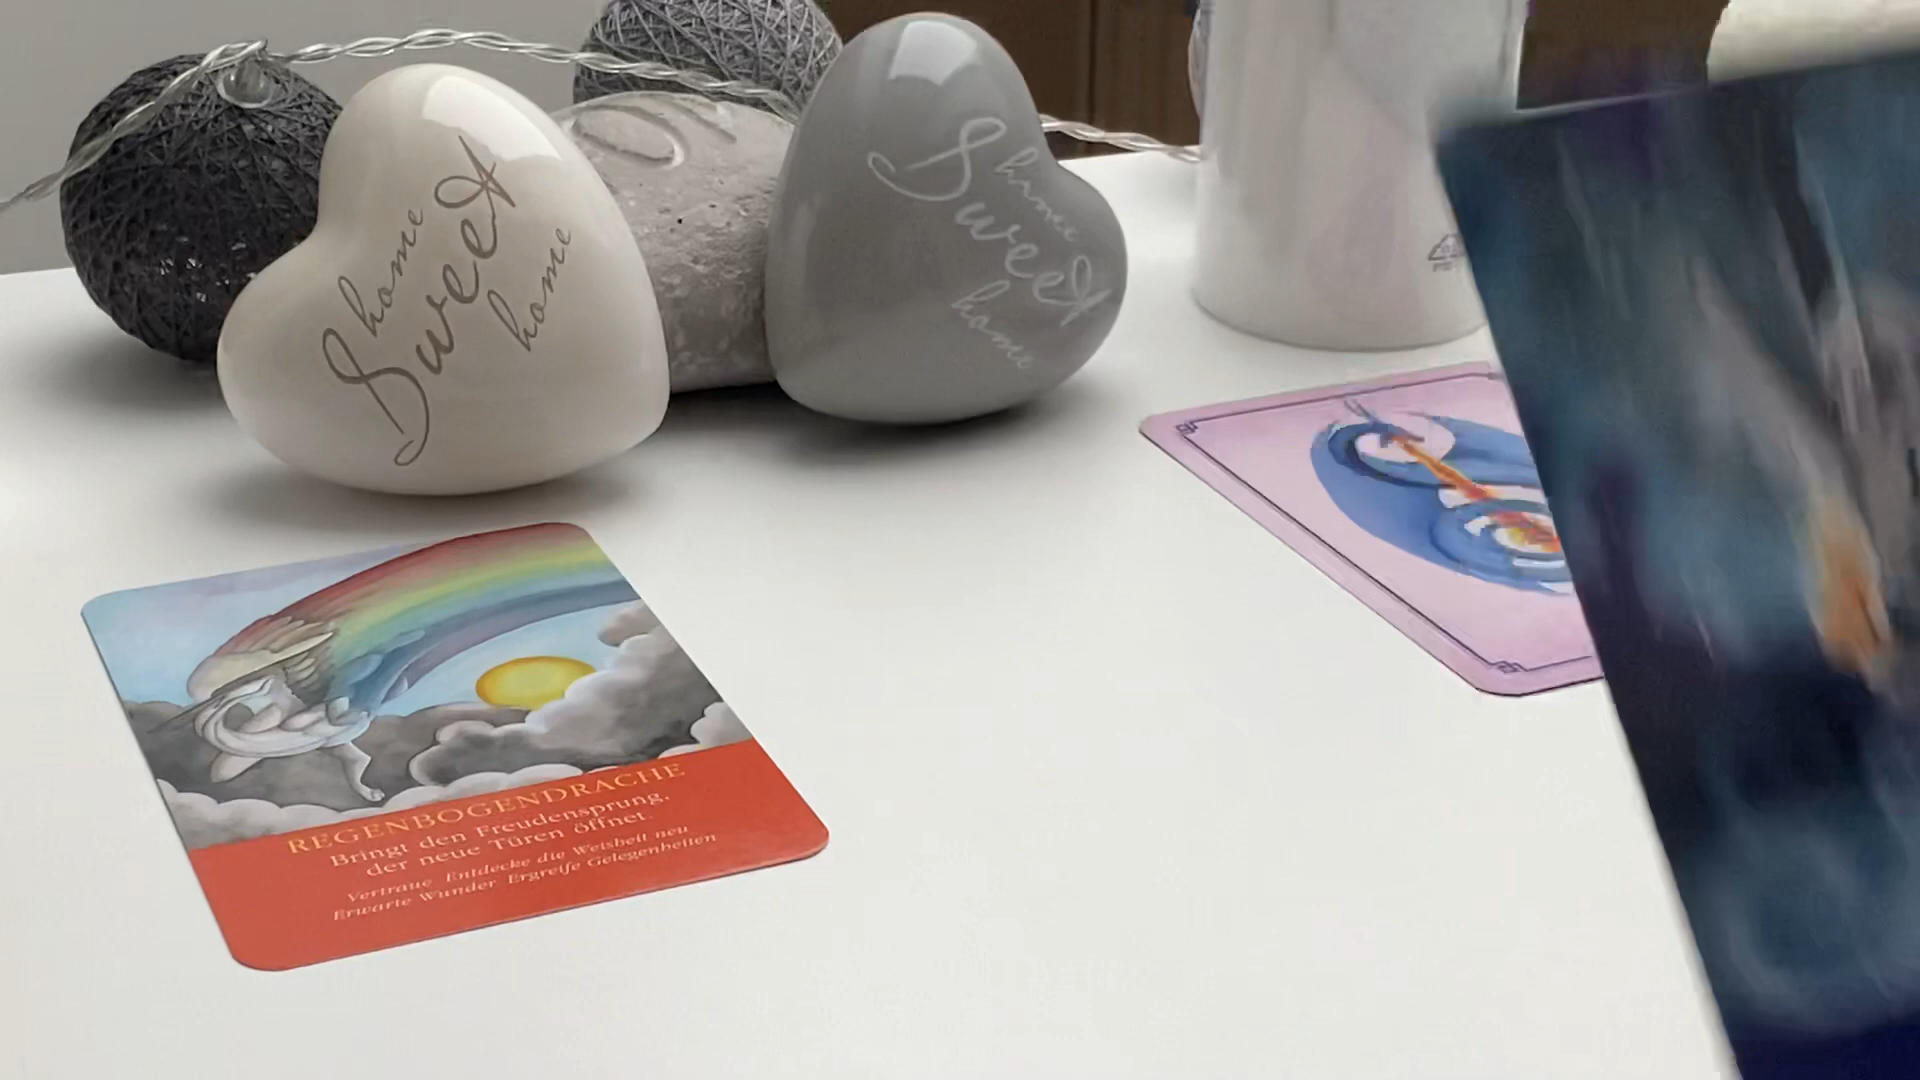 home
Sweet
home
home
Sweet
home
REGENBOGENDRACHE
Bringt den Freudensprung,
der neue Türen öffnet.
Vertraue Entdecke die Weisheit neu
Erwarte Wunder Ergreife Gelegenheiten